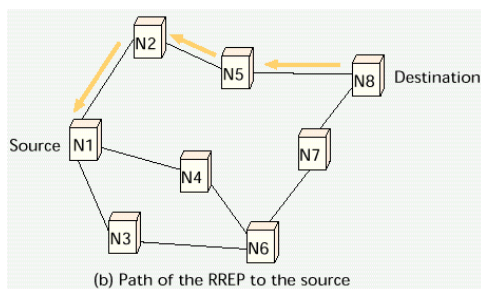 N2
N5
N8 Destination
Source N1
N7
N4
N3
N6
(b) Path of the RREP to the source